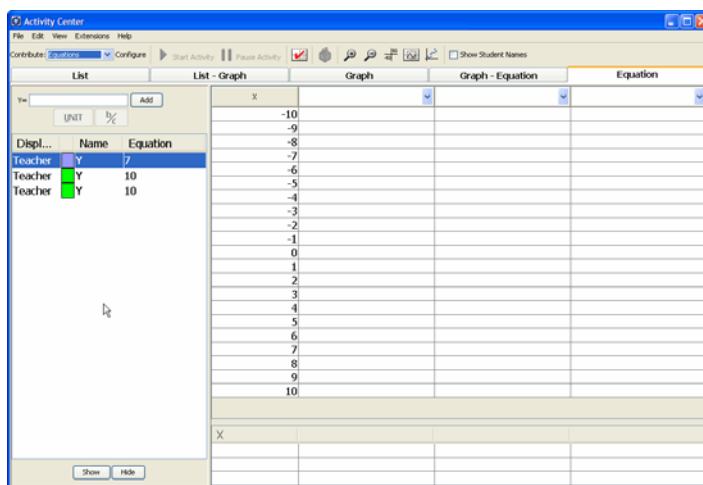 Activity Center
File Edit View Extensions Help
Contribute: Equations Configure Start Activity Pause Activity Show Student Names
List List - Graph Graph Graph - Equation Equation
Y= Add
UNIT b/c
Displ... Name Equation
Teacher Y 7
Teacher Y 10
Teacher Y 10
Show Hide
X
-10
-9
-8
-7
-6
-5
-4
-3
-2
-1
0
1
2
3
4
5
6
7
8
9
10
X